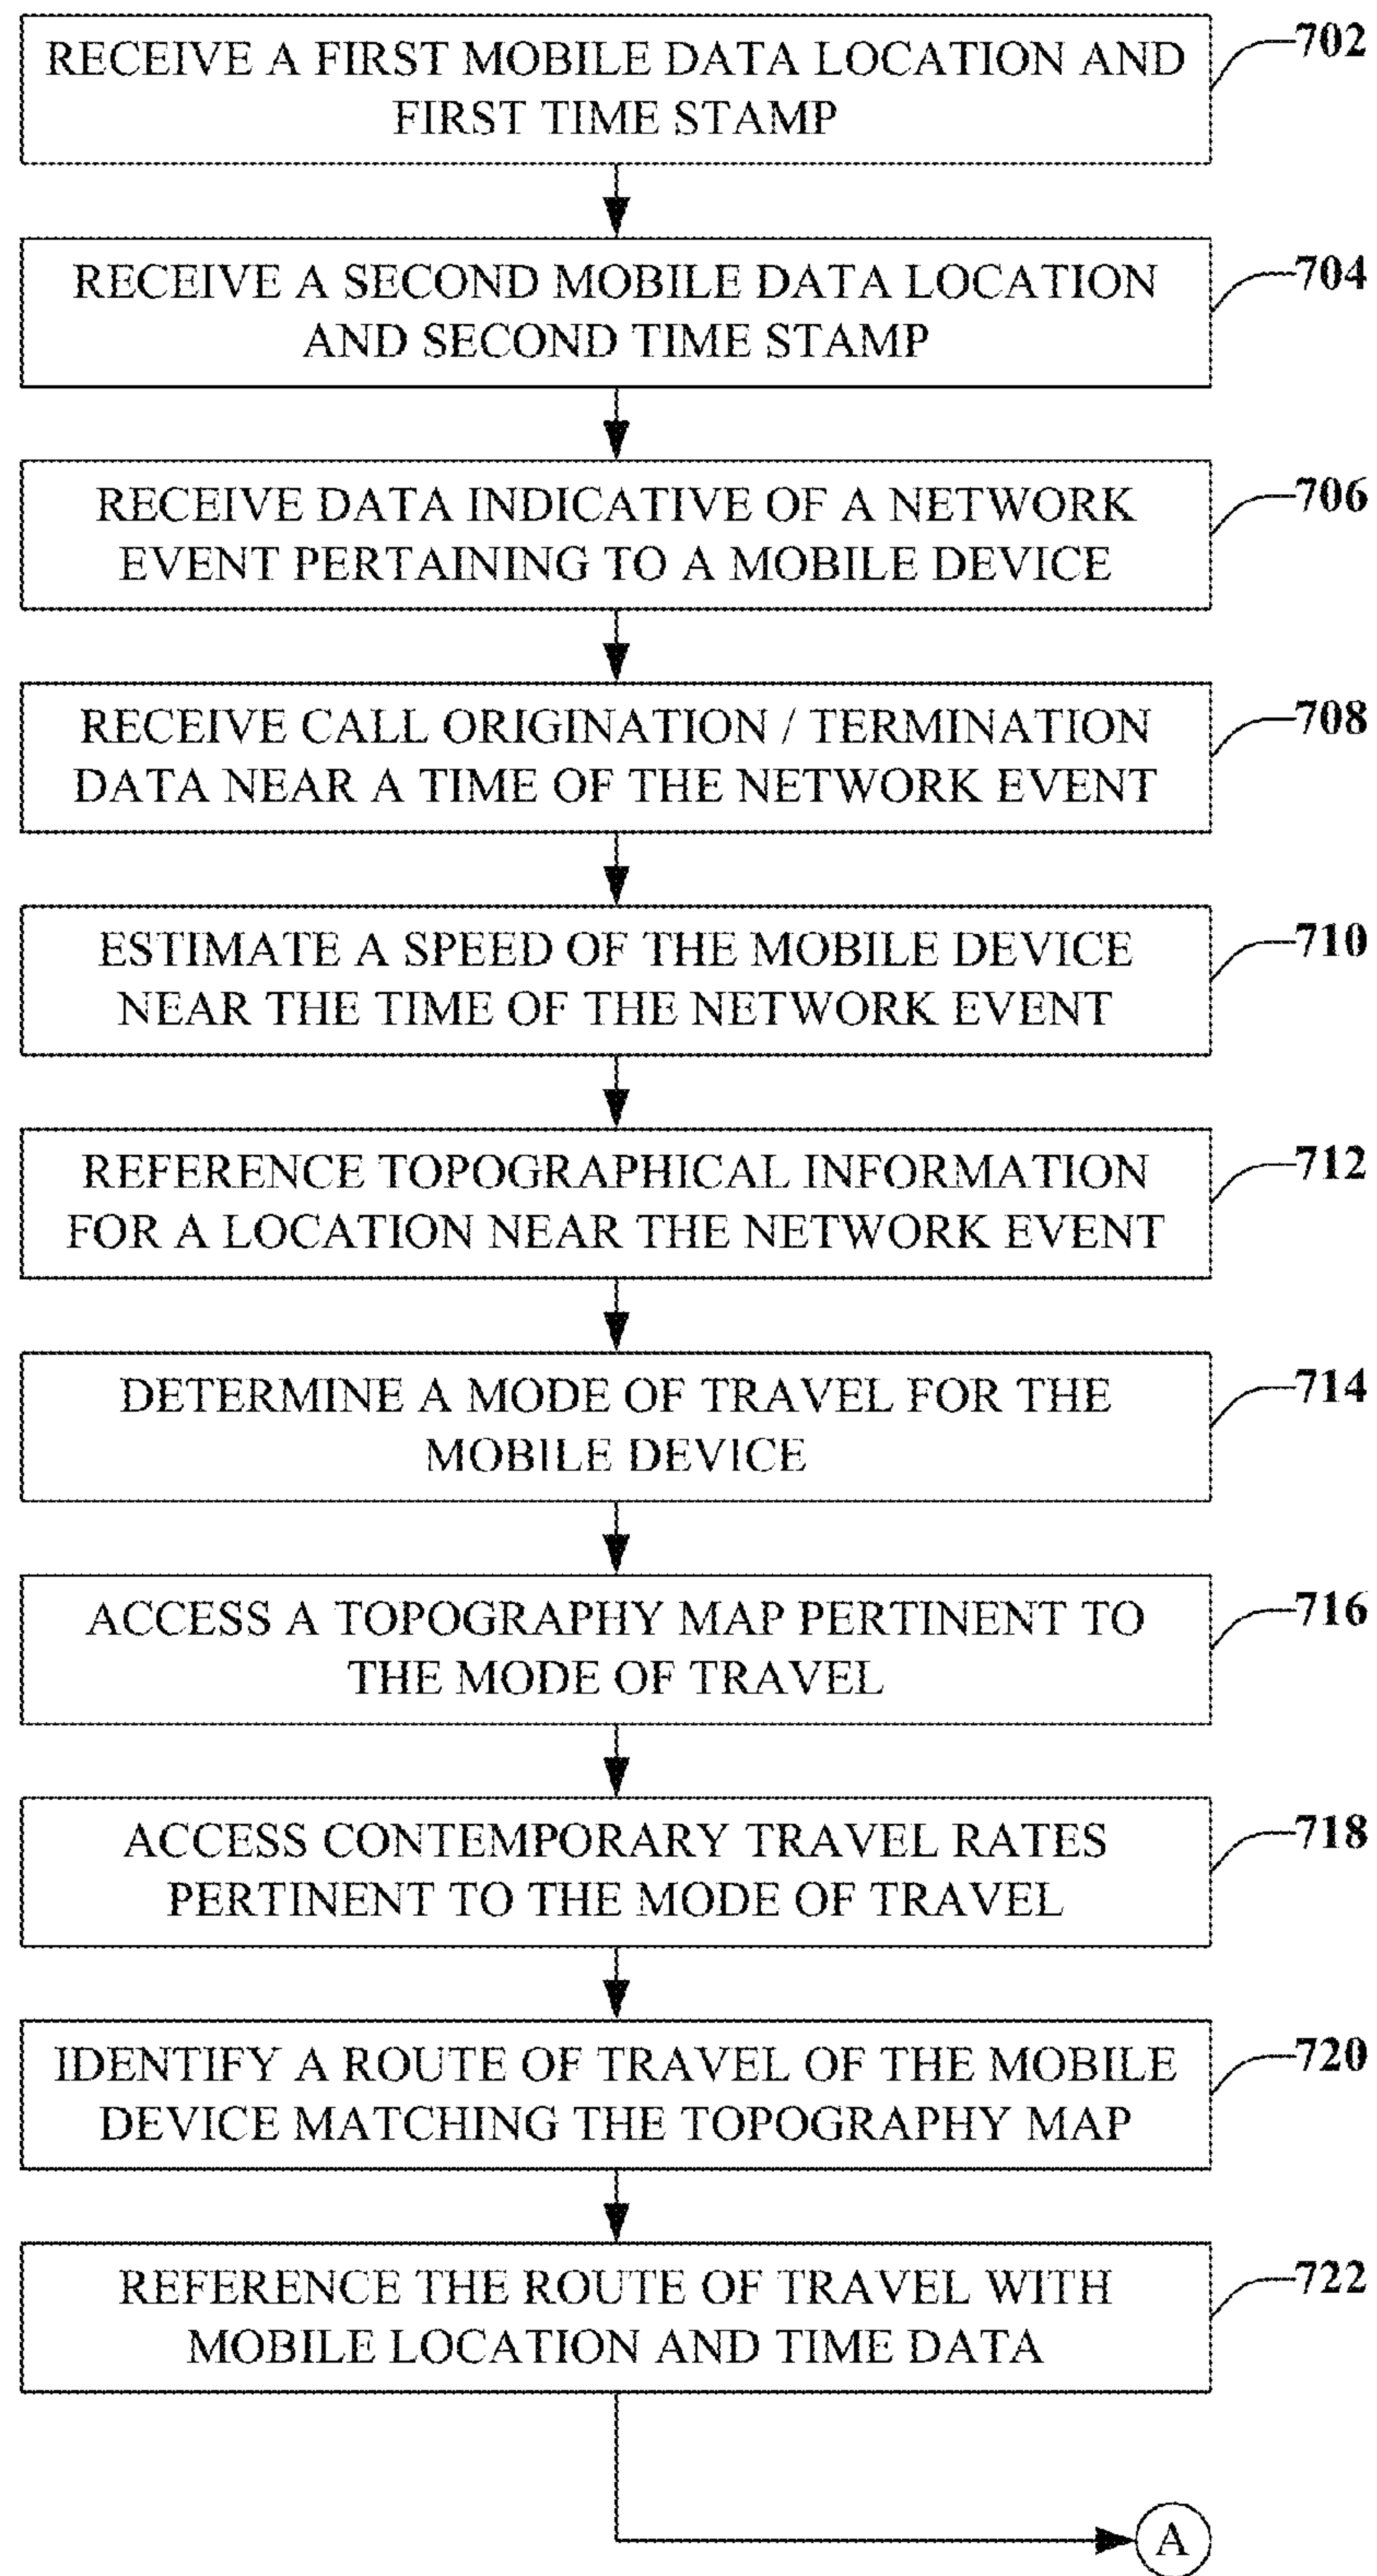 RECEIVE A FIRST MOBILE DATA LOCATION AND
FIRST TIME STAMP
702
RECEIVE A SECOND MOBILE DATA LOCATION
AND SECOND TIME STAMP
704
RECEIVE DATA INDICATIVE OF A NETWORK
EVENT PERTAINING TO A MOBILE DEVICE
706
RECEIVE CALL ORIGINATION / TERMINATION
DATA NEAR A TIME OF THE NETWORK EVENT
708
ESTIMATE A SPEED OF THE MOBILE DEVICE
NEAR THE TIME OF THE NETWORK EVENT
710
REFERENCE TOPOGRAPHICAL INFORMATION
FOR A LOCATION NEAR THE NETWORK EVENT
712
DETERMINE A MODE OF TRAVEL FOR THE
MOBILE DEVICE
714
ACCESS A TOPOGRAPHY MAP PERTINENT TO
THE MODE OF TRAVEL
716
ACCESS CONTEMPORARY TRAVEL RATES
PERTINENT TO THE MODE OF TRAVEL
718
IDENTIFY A ROUTE OF TRAVEL OF THE MOBILE
DEVICE MATCHING THE TOPOGRAPHY MAP
720
REFERENCE THE ROUTE OF TRAVEL WITH
MOBILE LOCATION AND TIME DATA
722
A